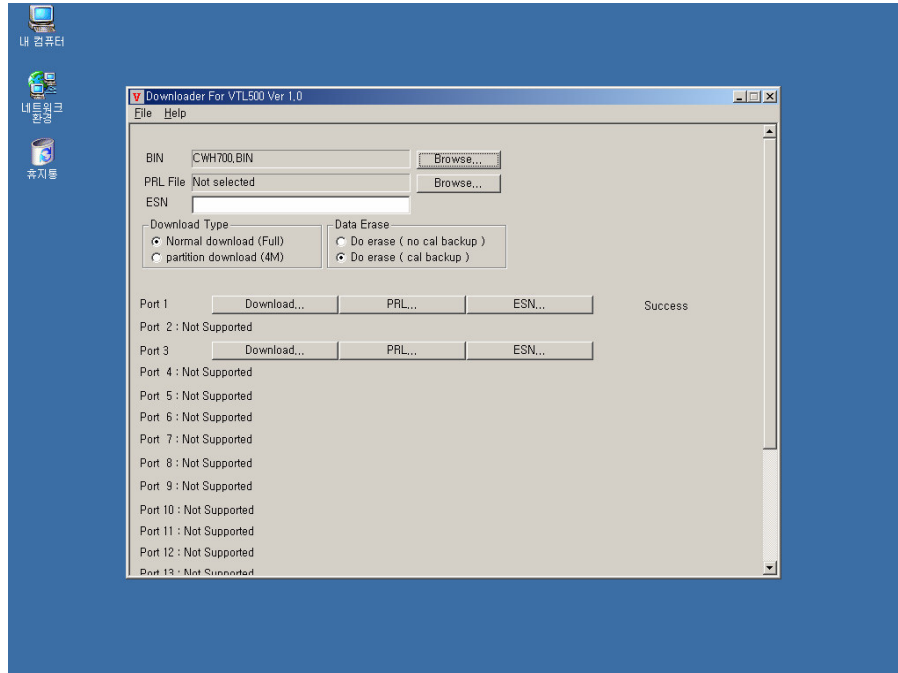 내 컴퓨터
네트워크
환경
휴지통
Downloader For VTL500 Ver 1.0
File Help
BIN CWH700.BIN Browse...
PRL File Not selected Browse...
ESN
Download Type
Normal download (Full)
partition download (4M)
Data Erase
Do erase ( no cal backup )
Do erase ( cal backup )
Port 1 Download... PRL... ESN... Success
Port 2 : Not Supported
Port 3 Download... PRL... ESN...
Port 4 : Not Supported
Port 5 : Not Supported
Port 6 : Not Supported
Port 7 : Not Supported
Port 8 : Not Supported
Port 9 : Not Supported
Port 10 : Not Supported
Port 11 : Not Supported
Port 12 : Not Supported
Port 13 : Not Supported